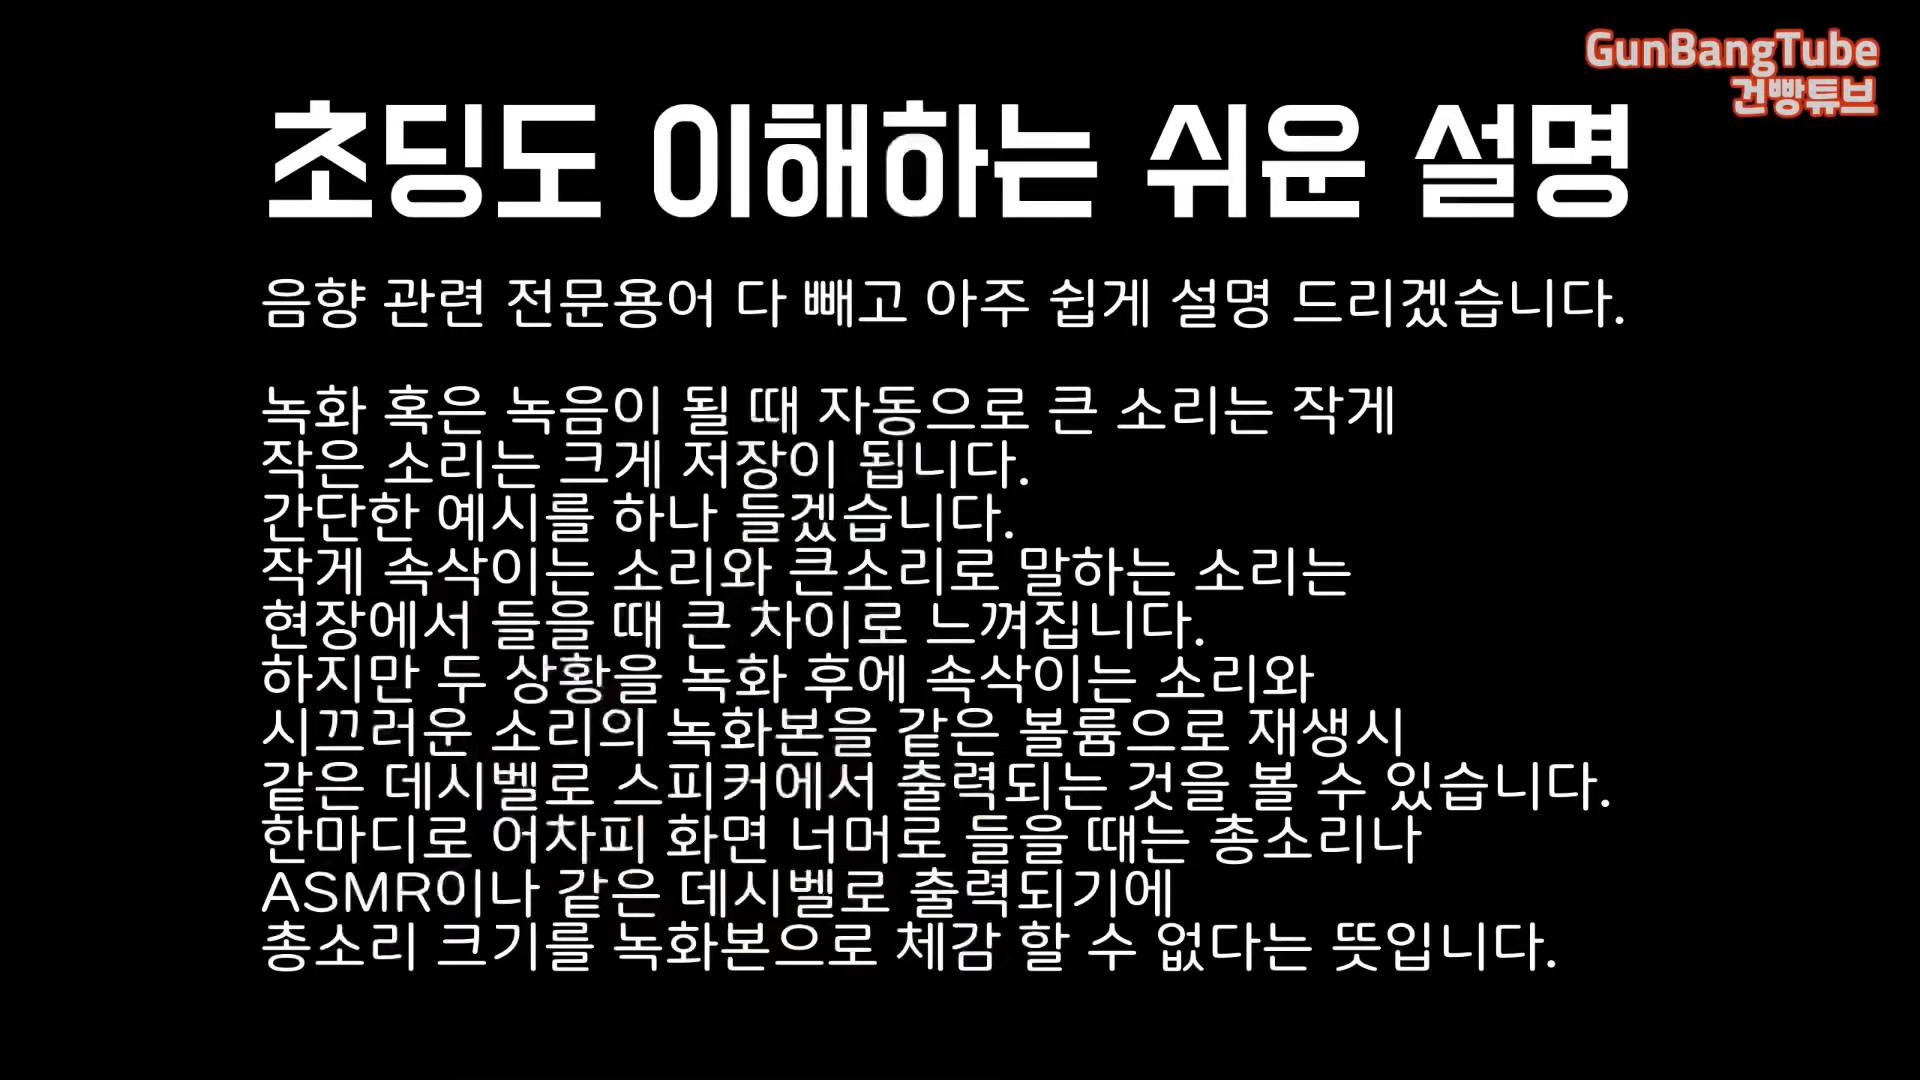 GunBangTube
건빵튜브
초딩도 이해하는 쉬운 설명
음향 관련 전문용어 다 빼고 아주 쉽게 설명 드리겠습니다.
녹화 혹은 녹음이 될 때 자동으로 큰 소리는 작게
작은 소리는 크게 저장이 됩니다.
간단한 예시를 하나 들겠습니다.
작게 속삭이는 소리와 큰소리로 말하는 소리는
현장에서 들을 때 큰 차이로 느껴집니다.
하지만 두 상황을 녹화 후에 속삭이는 소리와
시끄러운 소리의 녹화본을 같은 볼륨으로 재생시
같은 데시벨로 스피커에서 출력되는 것을 볼 수 있습니다.
한마디로 어차피 화면 너머로 들을 때는 총소리나
ASMR이나 같은 데시벨로 출력되기에
총소리 크기를 녹화본으로 체감 할 수 없다는 뜻입니다.